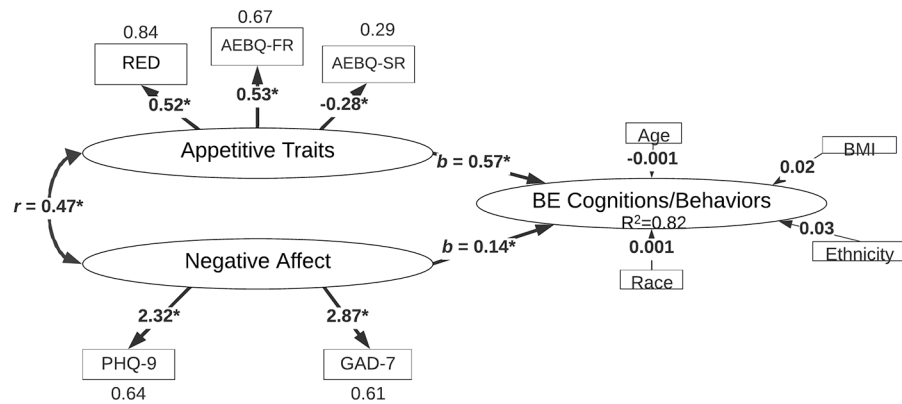 0.84
0.67
0.29
RED
AEBQ-FR
AEBQ-SR
0.52*
0.53*
-0.28*
Appetitive Traits
b = 0.57*
r = 0.47*
Age
-0.001
BMI
0.02
BE Cognitions/Behaviors
R²=0.82
0.03
Ethnicity
0.001
Race
b = 0.14*
Negative Affect
2.32*
2.87*
PHQ-9
GAD-7
0.64
0.61